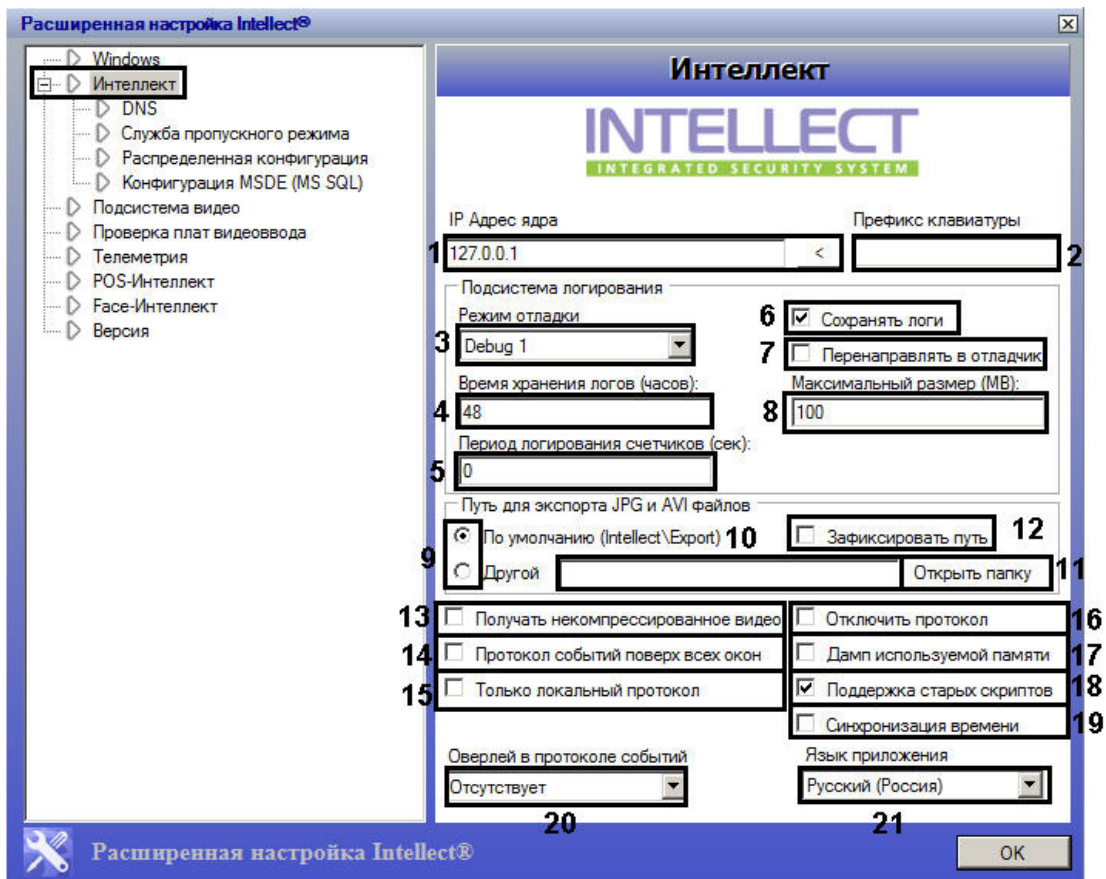 Расширенная настройка Intellect®
Windows
Интеллект
DNS
Служба пропускного режима
Распределенная конфигурация
Конфигурация MSDE (MS SQL)
Подсистема видео
Проверка плат видеоввода
Телеметрия
POS-Интеллект
Face-Интеллект
Версия
Интеллект
INTELLECT
INTEGRATED SECURITY SYSTEM
IP Адрес ядра Префикс клавиатуры
1 127.0.0.1 < 2
Подсистема логирования
Режим отладки 6 Сохранять логи
3 Debug 1 7 Перенаправлять в отладчик
Время хранения логов (часов): Максимальный размер (MB):
4 48 8 100
Период логирования счетчиков (сек):
5 0
Путь для экспорта JPG и AVI файлов
9 По умолчанию (Intellect\Export) 10 Зафиксировать путь 12
Другой Открыть папку 11
13 Получать некомпрессированное видео Отключить протокол 16
14 Протокол событий поверх всех окон Дамп используемой памяти 17
15 Только локальный протокол Поддержка старых скриптов 18
Синхронизация времени 19
Оверлей в протоколе событий Язык приложения
Отсутствует Русский (Россия)
20 21
Расширенная настройка Intellect® OK